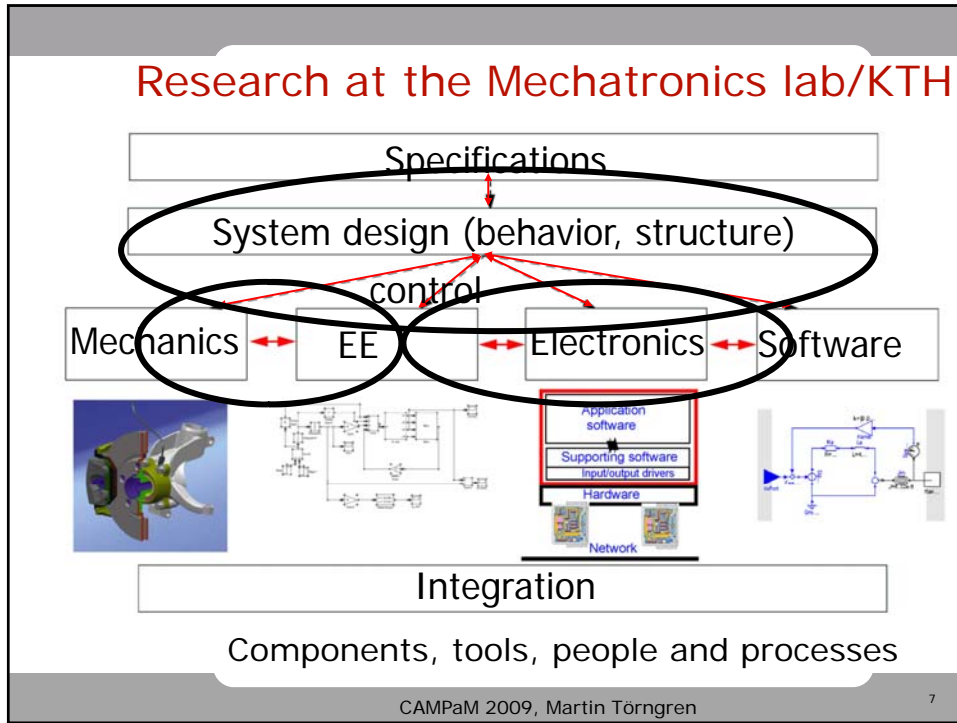 Research at the Mechatronics lab/KTH
Specifications
System design (behavior, structure)
control
Mechanics
EE
Electronics
Software
Application
software
Supporting software
Input/output drivers
Hardware
Network
Integration
Components, tools, people and processes
CAMPaM 2009, Martin Törngren
7